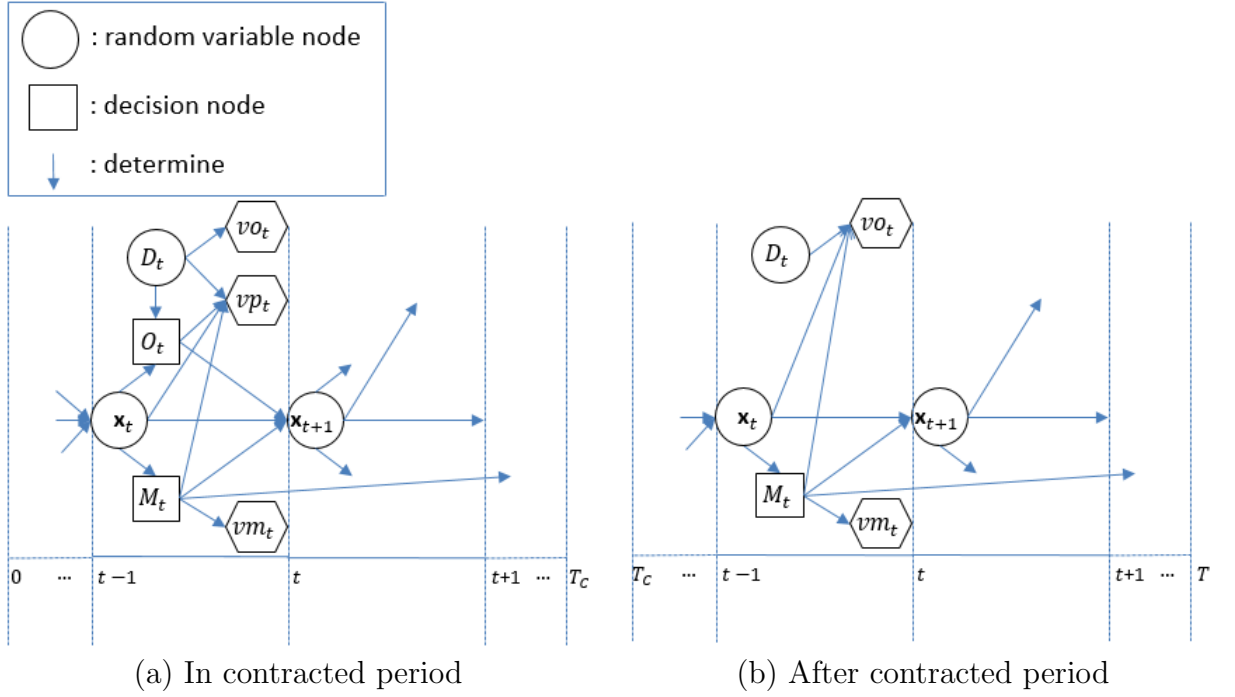 : random variable node
: decision node
: determine
vo_t
D_t
vp_t
O_t
x_t
x_{t+1}
M_t
vm_t
0 ... t −1 t t+1 ... T_C
(a) In contracted period
vo_t
D_t
x_t
x_{t+1}
M_t
vm_t
T_C ... t −1 t t+1 ... T
(b) After contracted period